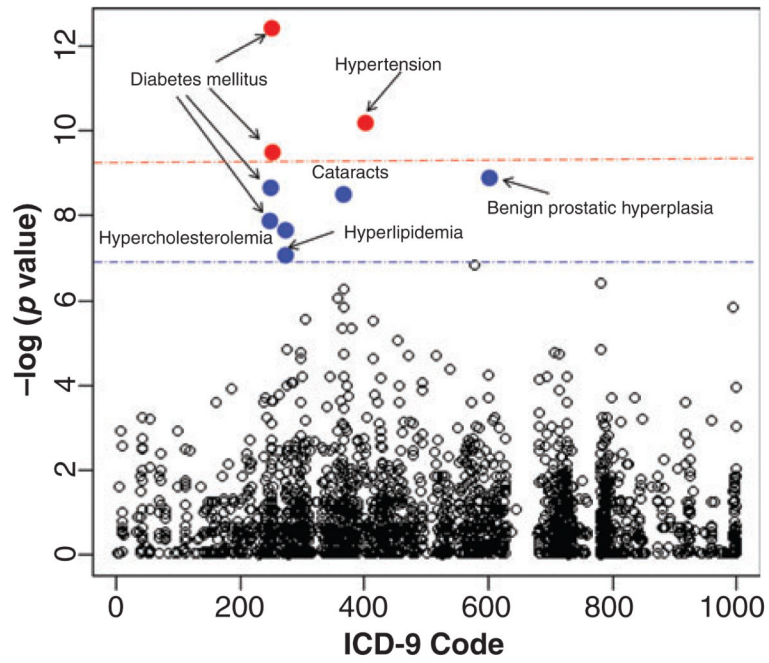 12
10
8
6
4
2
0
–log (p value)
Diabetes mellitus
Hypertension
Cataracts
Benign prostatic hyperplasia
Hypercholesterolemia
Hyperlipidemia
0 200 400 600 800 1000
ICD-9 Code